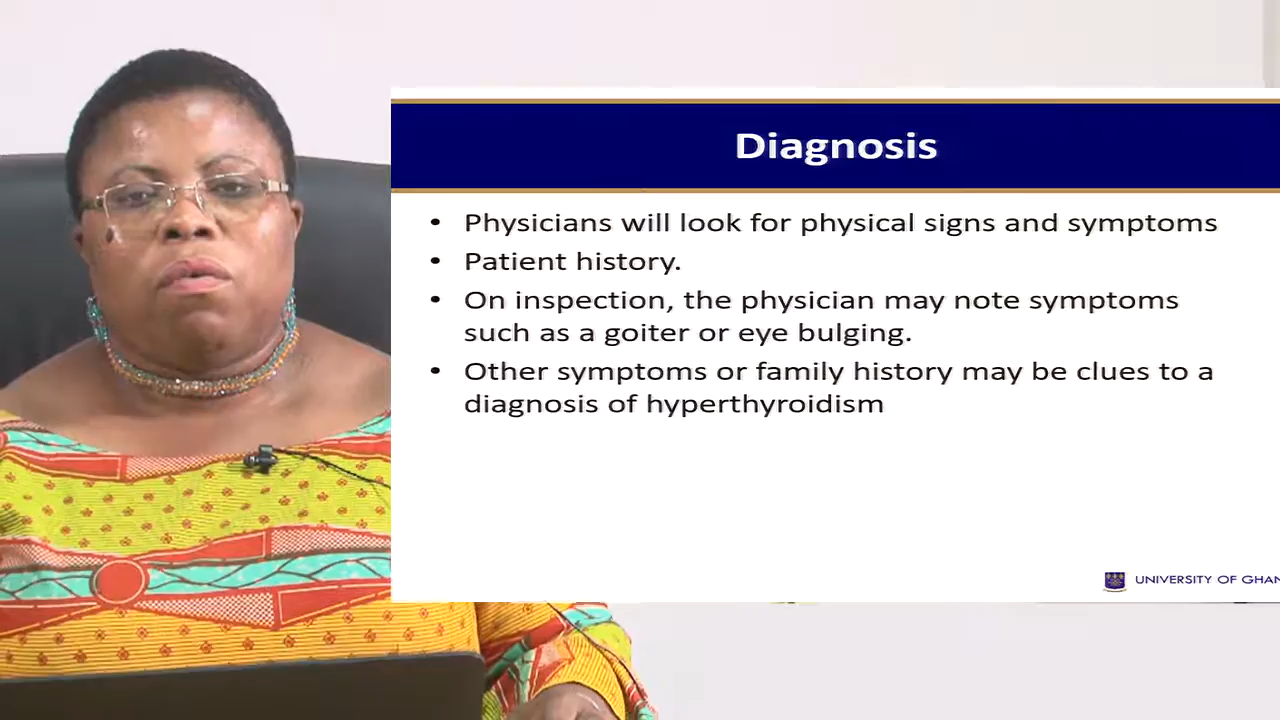 Diagnosis
• Physicians will look for physical signs and symptoms
• Patient history.
• On inspection, the physician may note symptoms
such as a goiter or eye bulging.
• Other symptoms or family history may be clues to a
diagnosis of hyperthyroidism
UNIVERSITY OF GHAN